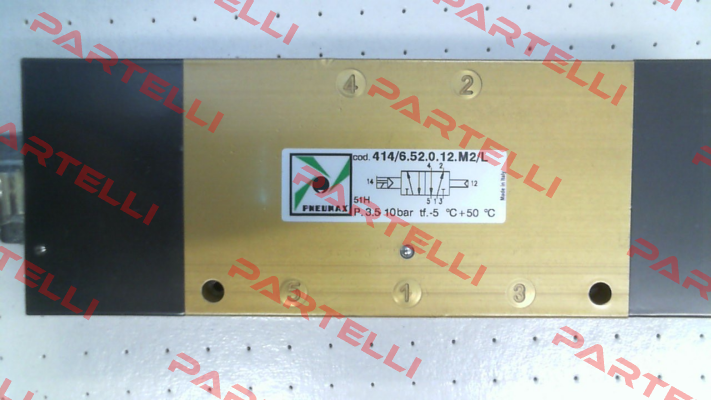 PARTELLI
PARTELLI
PARTELLI
4 2
cod. 414/6.52.0.12.M2/L
4 2
14 12
5 1 3
PNEUMAX
51H
P. 3.5 10bar tf.-5 °C+50 °C
Made in Italy
5 1 3
PARTELLI
PARTELLI
PARTELLI
PARTELLI
PARTELLI
PARTELLI